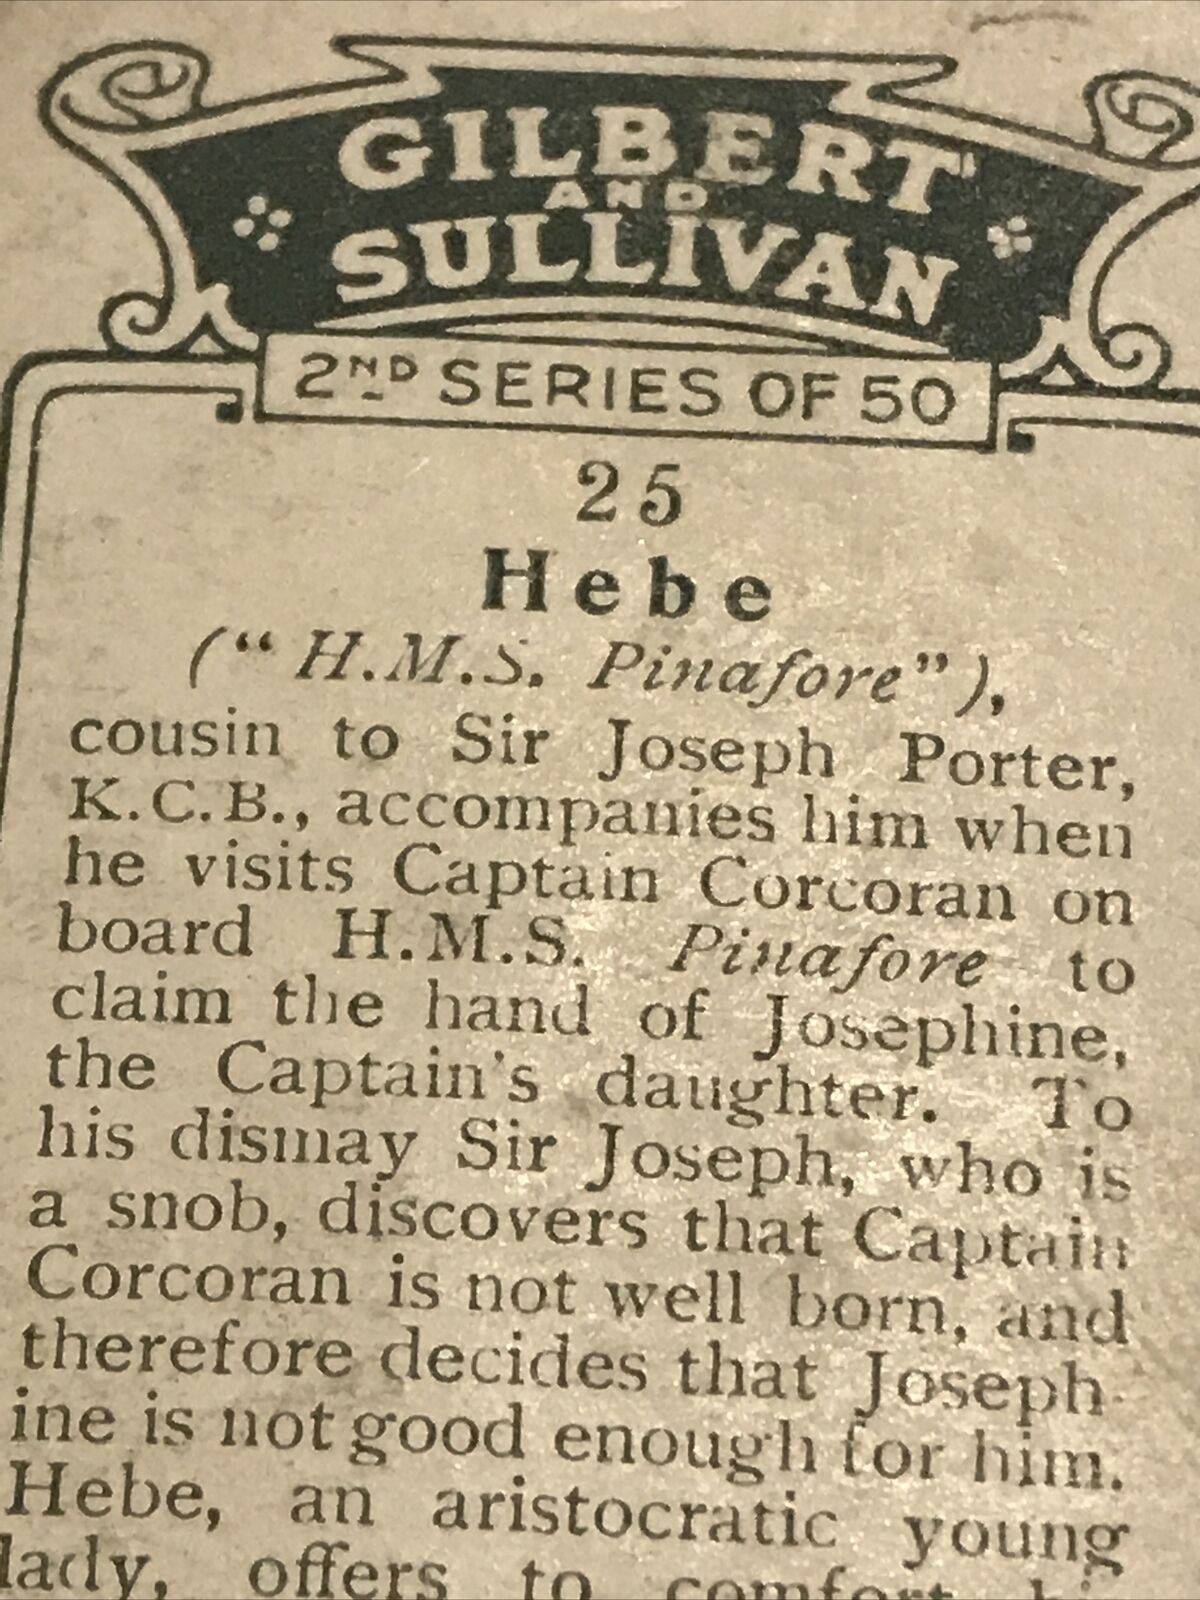 GILBERT
AND
SULLIVAN
2ND SERIES OF 50
25
Hebe
(“H.M.S. Pinafore”),
cousin to Sir Joseph Porter,
K.C.B., accompanies him when
he visits Captain Corcoran on
board H.M.S. Pinafore to
claim the hand of Josephine,
the Captain's daughter. To
his dismay Sir Joseph, who is
a snob, discovers that Captain
Corcoran is not well born, and
therefore decides that Joseph-
ine is not good enough for him.
Hebe, an aristocratic young
lady, offers to comfort